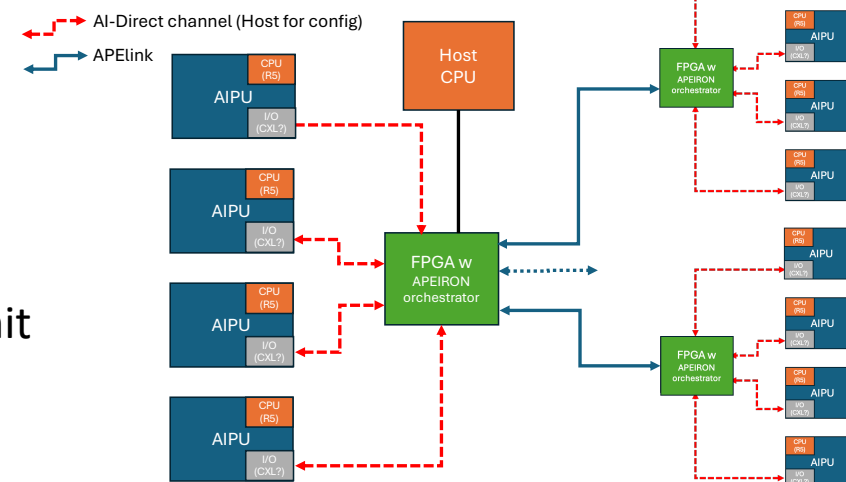 AI-Direct channel (Host for config)
APElink
CPU
(R5)
AIPU
I/O
(CXL?)
CPU
(R5)
AIPU
I/O
(CXL?)
CPU
(R5)
AIPU
I/O
(CXL?)
CPU
(R5)
AIPU
I/O
(CXL?)
Host
CPU
FPGA w
APEIRON
orchestrator
FPGA w
APEIRON
orchestrator
CPU
(R5)
AIPU
I/O
(CXL?)
CPU
(R5)
AIPU
I/O
(CXL?)
CPU
(R5)
AIPU
I/O
(CXL?)
FPGA w
APEIRON
orchestrator
CPU
(R5)
AIPU
I/O
(CXL?)
CPU
(R5)
AIPU
I/O
(CXL?)
CPU
(R5)
AIPU
I/O
(CXL?)
CPU
(R5)
AIPU
I/O
(CXL?)